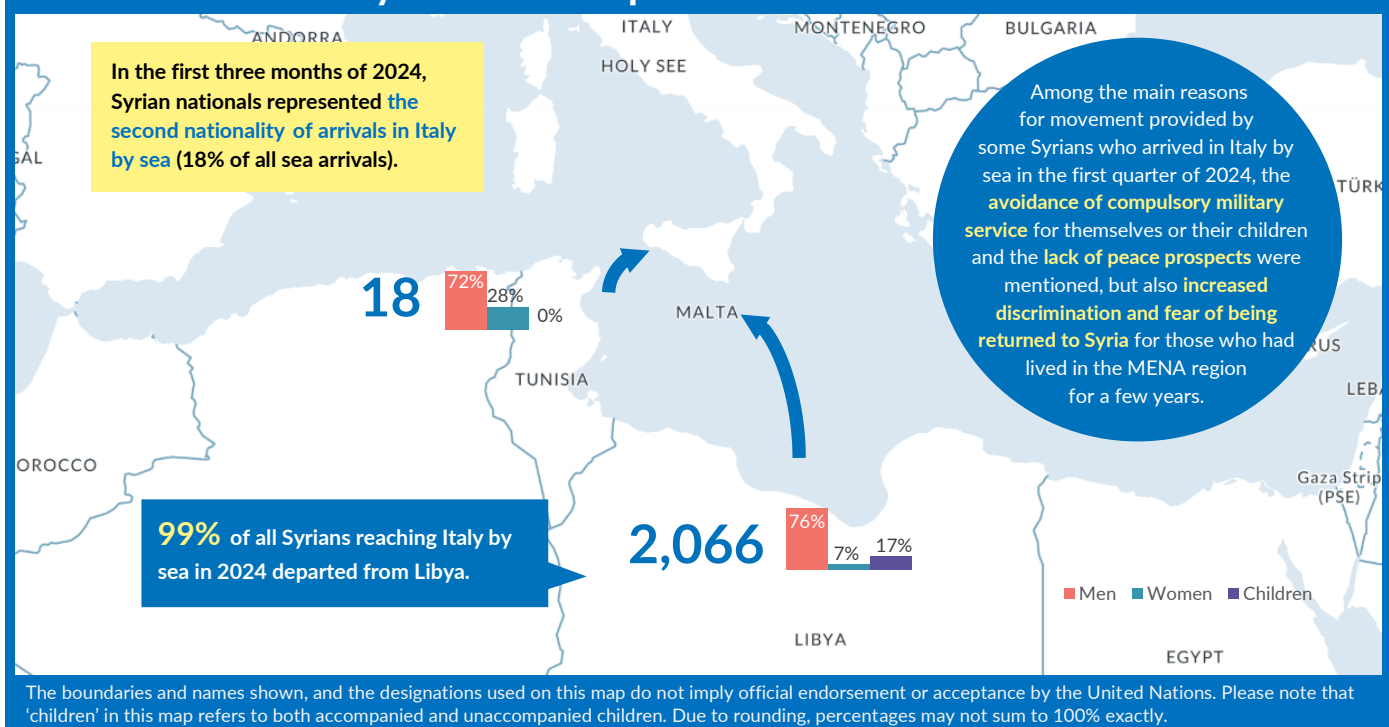 ITALY
MONTENEGRO
BULGARIA
ANDORRA
HOLY SEE
In the first three months of 2024,
Syrian nationals represented the
second nationality of arrivals in Italy
by sea (18% of all sea arrivals).
Among the main reasons
for movement provided by
some Syrians who arrived in Italy by
sea in the first quarter of 2024, the
avoidance of compulsory military
service for themselves or their children
and the lack of peace prospects were
mentioned, but also increased
discrimination and fear of being
returned to Syria for those who had
lived in the MENA region
for a few years.
GAL
TÜRK
18
72%
28%
0%
MALTA
RUS
TUNISIA
LEBA
OROCCO
Gaza Strip
(PSE)
99% of all Syrians reaching Italy by
sea in 2024 departed from Libya.
2,066
76%
7%
17%
Men Women Children
LIBYA
EGYPT
The boundaries and names shown, and the designations used on this map do not imply official endorsement or acceptance by the United Nations. Please note that
‘children’ in this map refers to both accompanied and unaccompanied children. Due to rounding, percentages may not sum to 100% exactly.